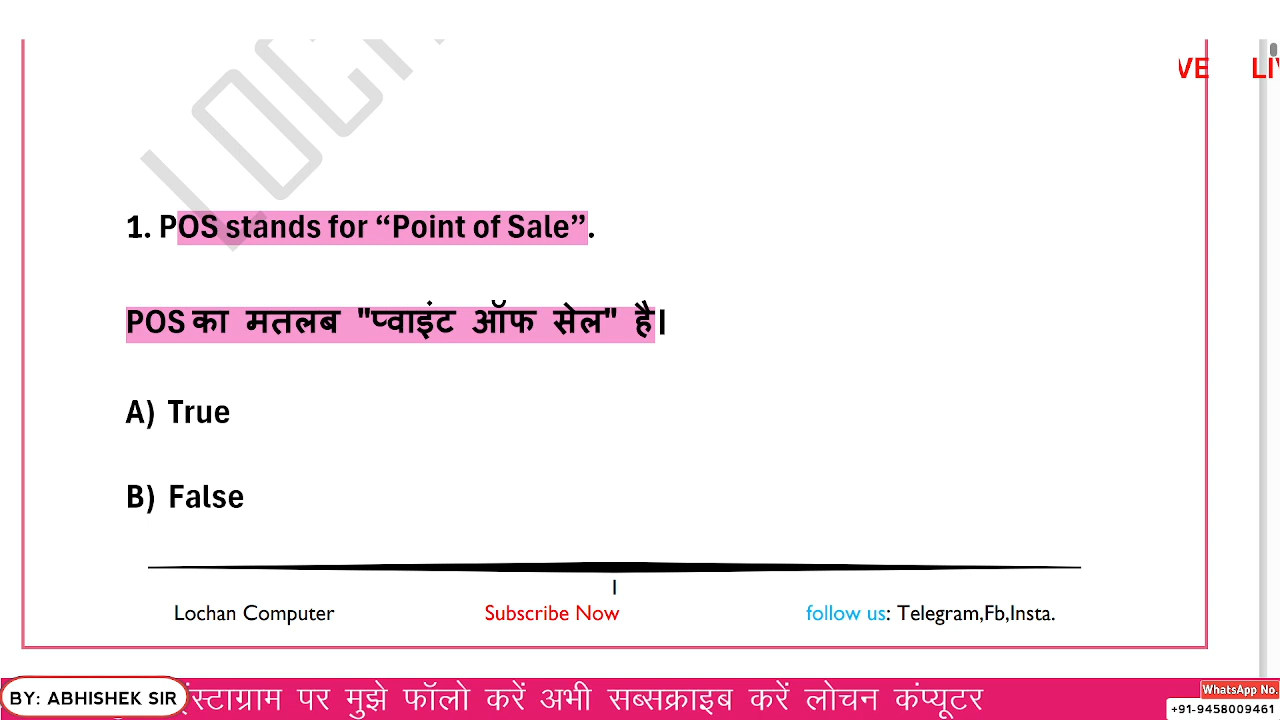 VE LIV
LOCH
1. POS stands for “Point of Sale”.
POS का मतलब "प्वाइंट ऑफ सेल" है।
A) True
B) False
1
Lochan Computer Subscribe Now follow us: Telegram,Fb,Insta.
BY: ABHISHEK SIR इंस्टाग्राम पर मुझे फॉलो करें अभी सब्सक्राइब करें लोचन कंप्यूटर
WhatsApp No.
+91-9458009461